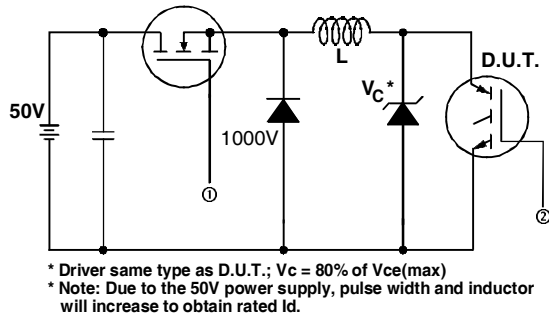 50V
L
D.U.T.
VC*
1000V
①
②
* Driver same type as D.U.T.; Vc = 80% of Vce(max)
* Note: Due to the 50V power supply, pulse width and inductor
will increase to obtain rated Id.